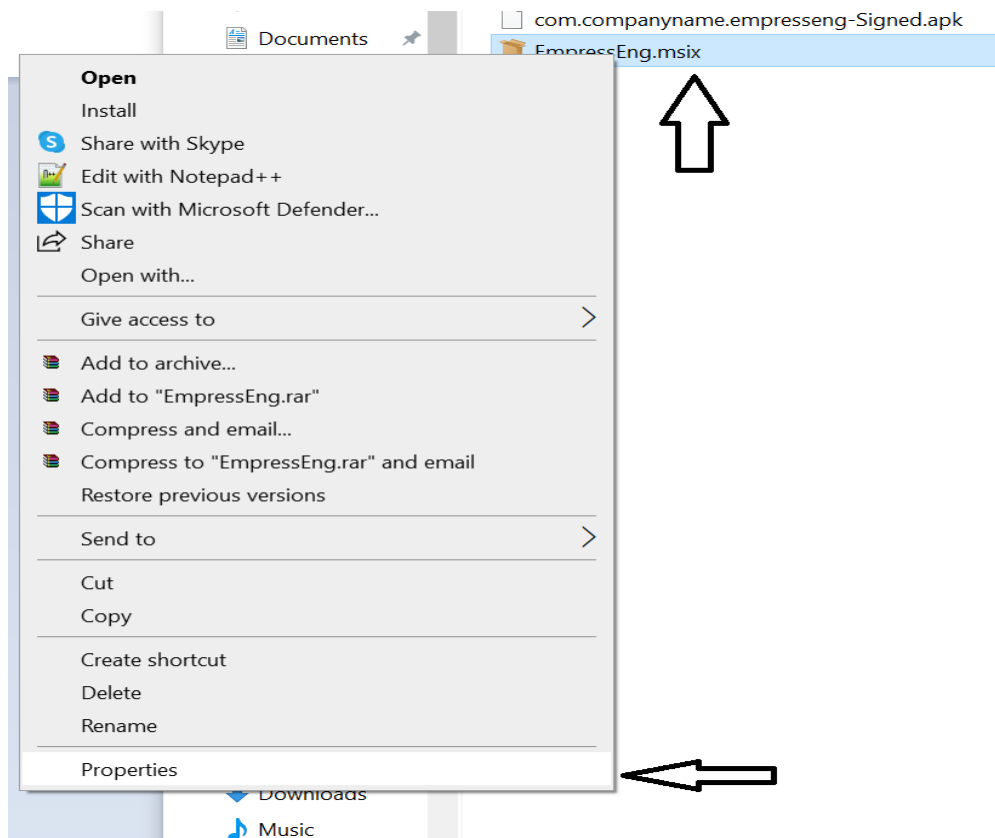 Documents
com.companyname.empresseng-Signed.apk
EmpressEng.msix
Open
Install
Share with Skype
Edit with Notepad++
Scan with Microsoft Defender...
Share
Open with...
Give access to
Add to archive...
Add to "EmpressEng.rar"
Compress and email...
Compress to "EmpressEng.rar" and email
Restore previous versions
Send to
Cut
Copy
Create shortcut
Delete
Rename
Properties
Downloads
Music